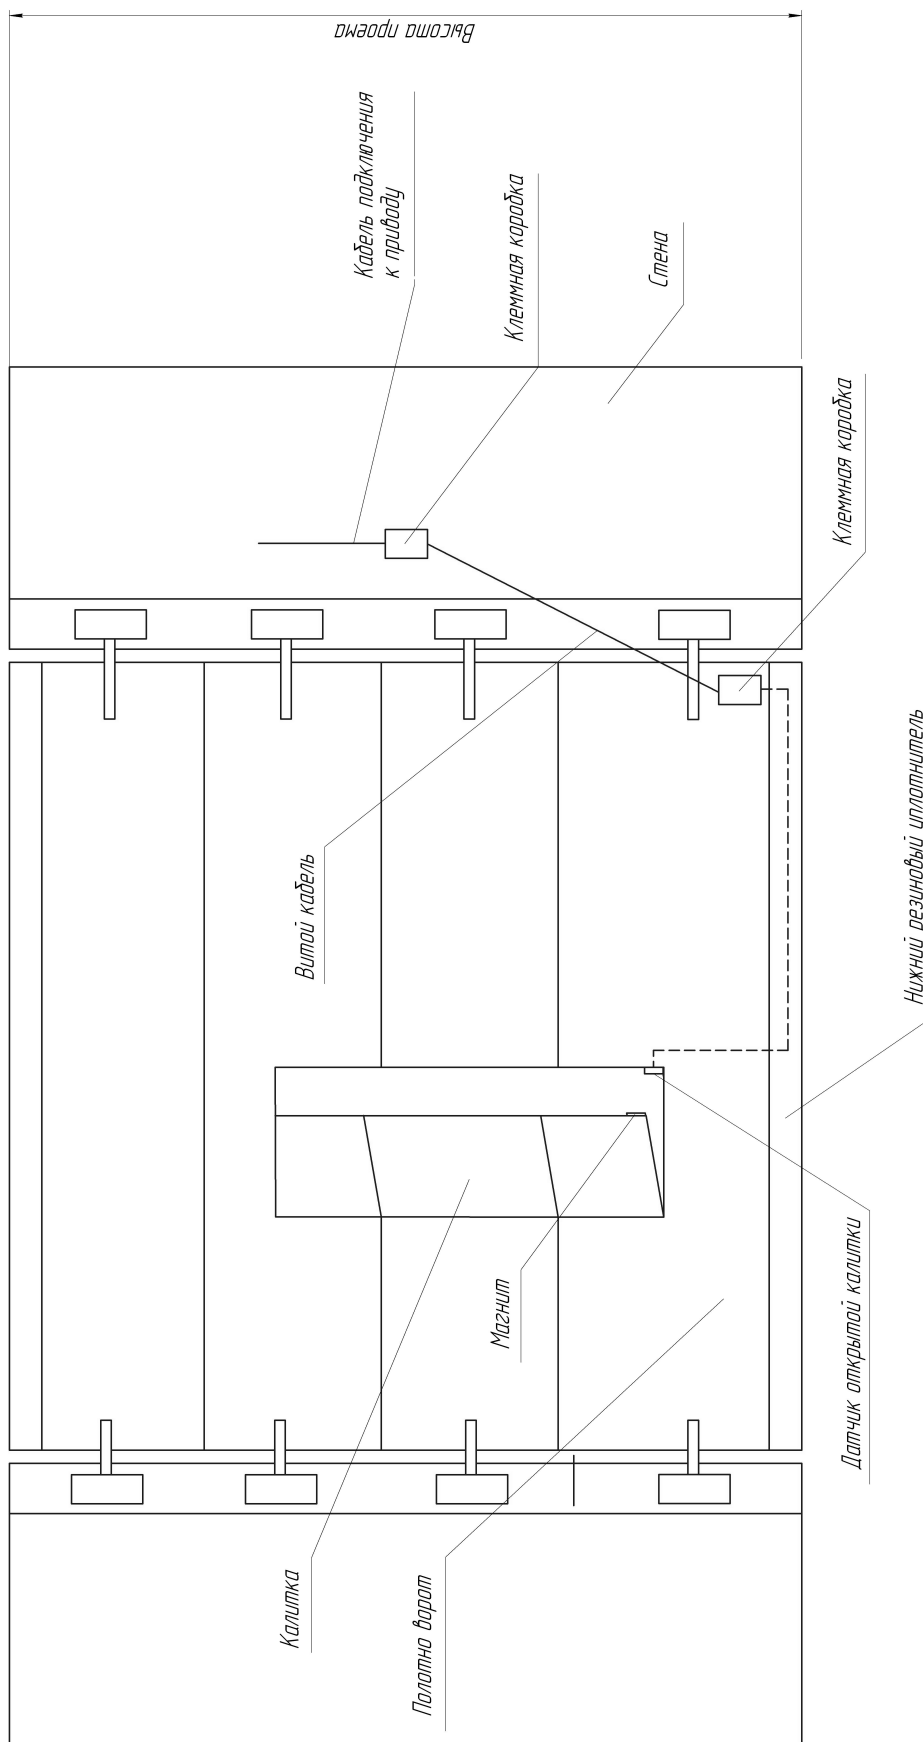 Высота проема
Кабель подключения
к приводу
Клеммная коробка
Стена
Клеммная коробка
Витой кабель
Нижний резиновый иплотнитель
Магнит
Датчик открытой калитки
Калитка
Полотно ворот